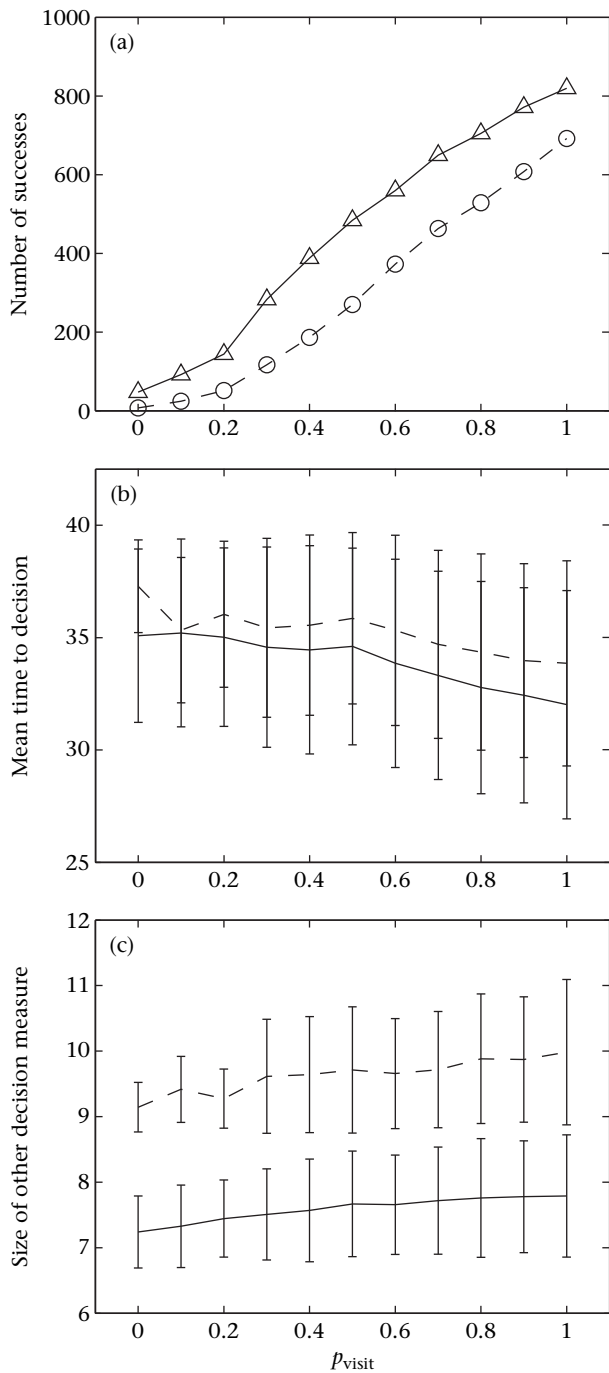 (a)
Number of successes
1000
800
600
400
200
0
0 0.2 0.4 0.6 0.8 1
(b)
Mean time to decision
40
35
30
25
0 0.2 0.4 0.6 0.8 1
(c)
Size of other decision measure
12
11
10
9
8
7
6
0 0.2 0.4 0.6 0.8 1
p_visit